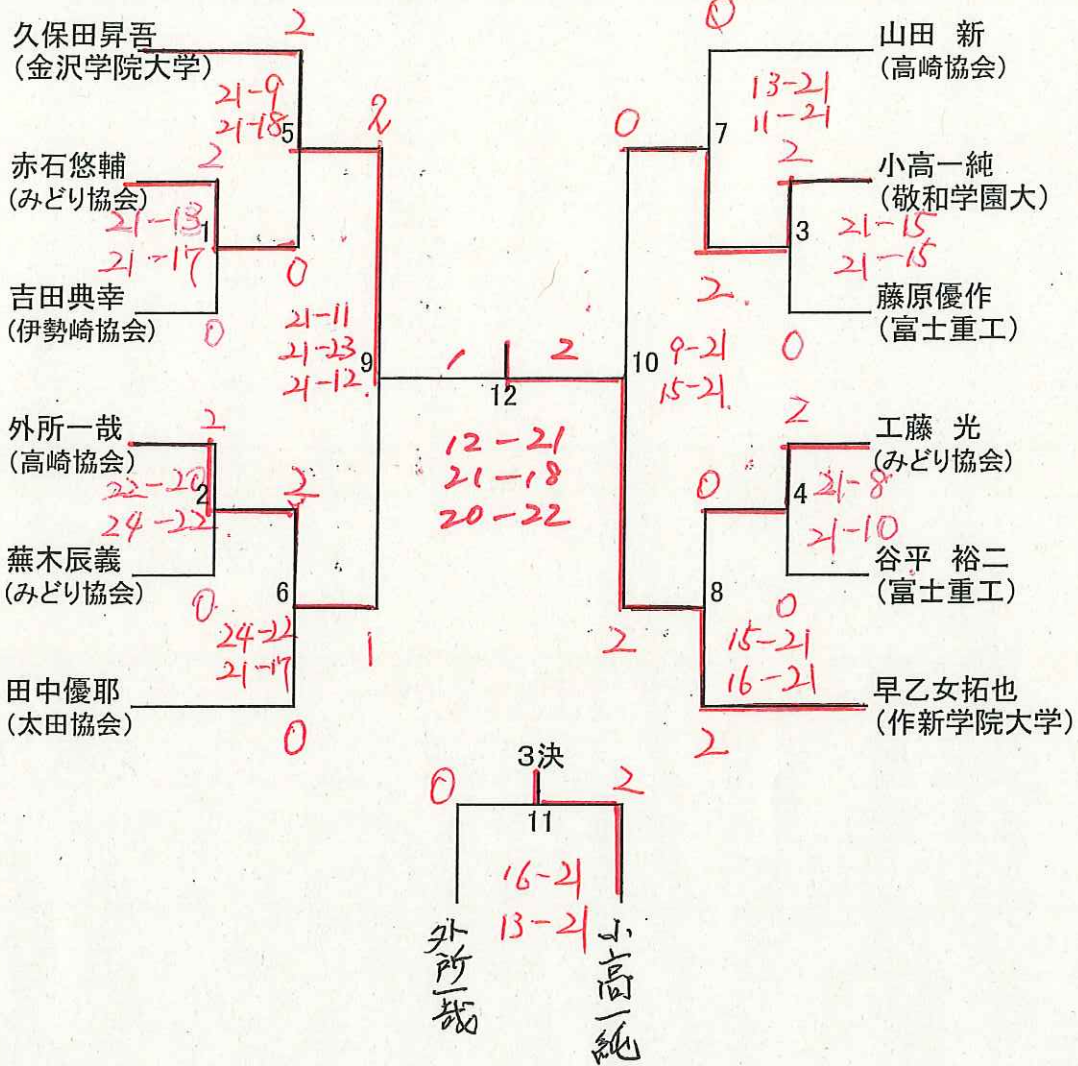 久保田昇吾
(金沢学院大学)
2
21-9
21-18
5
2
赤石悠輔
(みどり協会)
2
21-13
21-17
1
0
吉田典幸
(伊勢崎協会)
0
21-11
21-23
21-12.
9
外所一哉
(高崎協会)
2
22-20
24-22.
2
2
蕪木辰義
(みどり協会)
0
6
24-22
21-17
1
田中優耶
(太田協会)
0
1
2
12
12-21
21-18
20-22
0
山田 新
(高崎協会)
13-21
11-21
7
0
2
小高一純
(敬和学園大)
3
21-15
21-15
2.
藤原優作
(富士重工)
0
10
9-21
15-21.
2
工藤 光
(みどり協会)
0
4
21-8
21-10
谷平 裕二
(富士重工)
0
8
15-21
16-21
2
早乙女拓也
(作新学院大学)
2
3決
0
2
11
16-21
13-21
外所一哉
小高一純